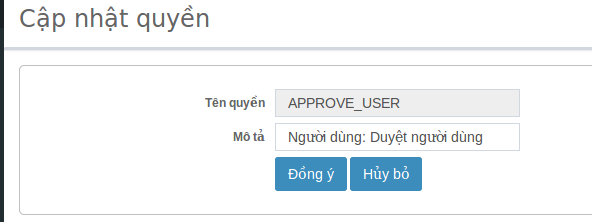 Cập nhật quyền
Tên quyền APPROVE_USER
Mô tả Người dùng: Duyệt người dùng
Đồng ý Hủy bỏ